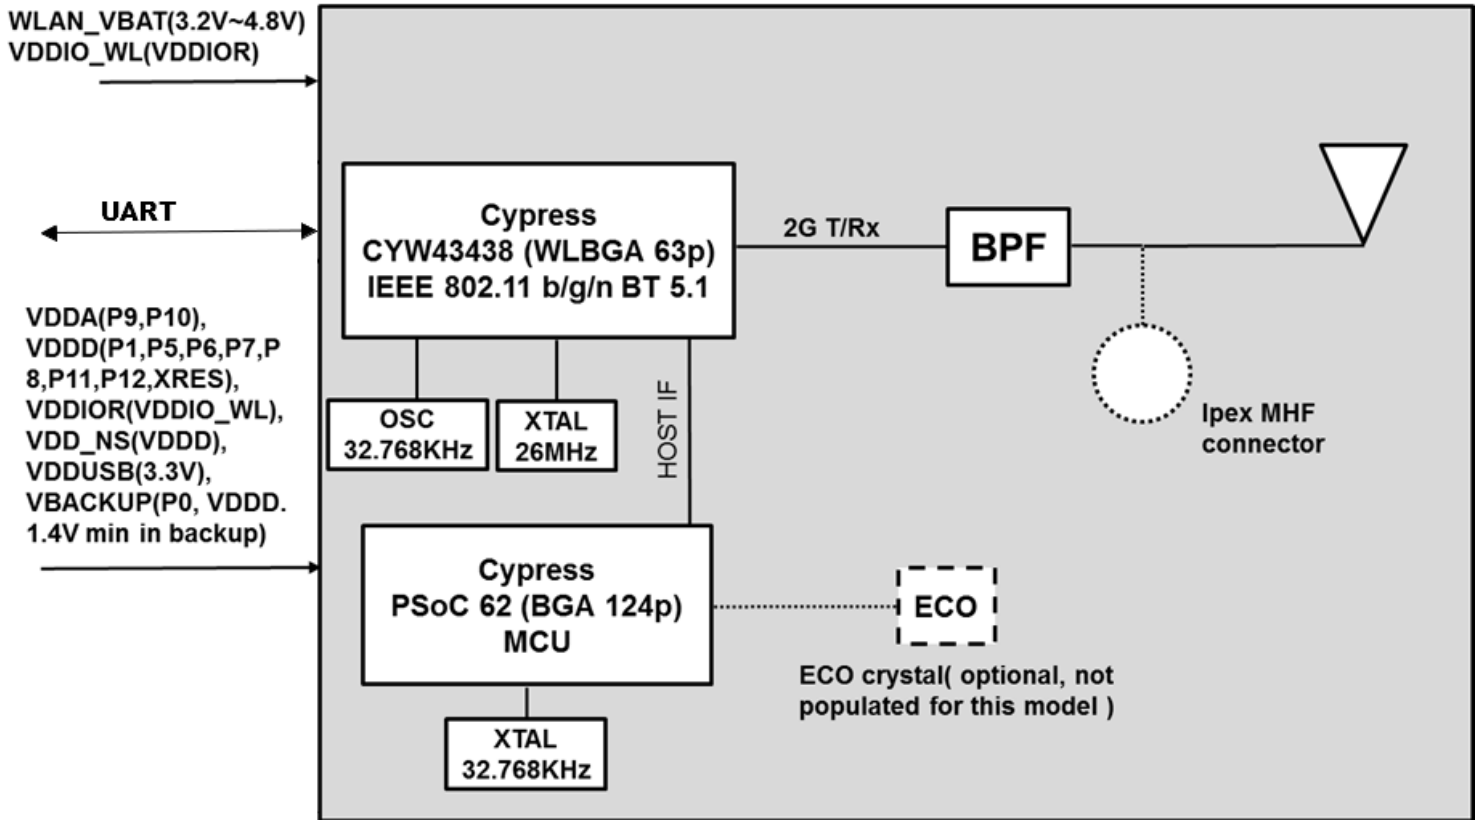 WLAN_VBAT(3.2V~4.8V)
VDDIO_WL(VDDIOR)
UART
VDDA(P9,P10),
VDDD(P1,P5,P6,P7,P
8,P11,P12,XRES),
VDDIOR(VDDIO_WL),
VDD_NS(VDDD),
VDDUSB(3.3V),
VBACKUP(P0, VDDD.
1.4V min in backup)
Cypress
CYW43438 (WLBGA 63p)
IEEE 802.11 b/g/n BT 5.1
2G T/Rx
BPF
OSC
32.768KHz
XTAL
26MHz
HOST IF
Ipex MHF
connector
Cypress
PSoC 62 (BGA 124p)
MCU
ECO
ECO crystal( optional, not
populated for this model )
XTAL
32.768KHz